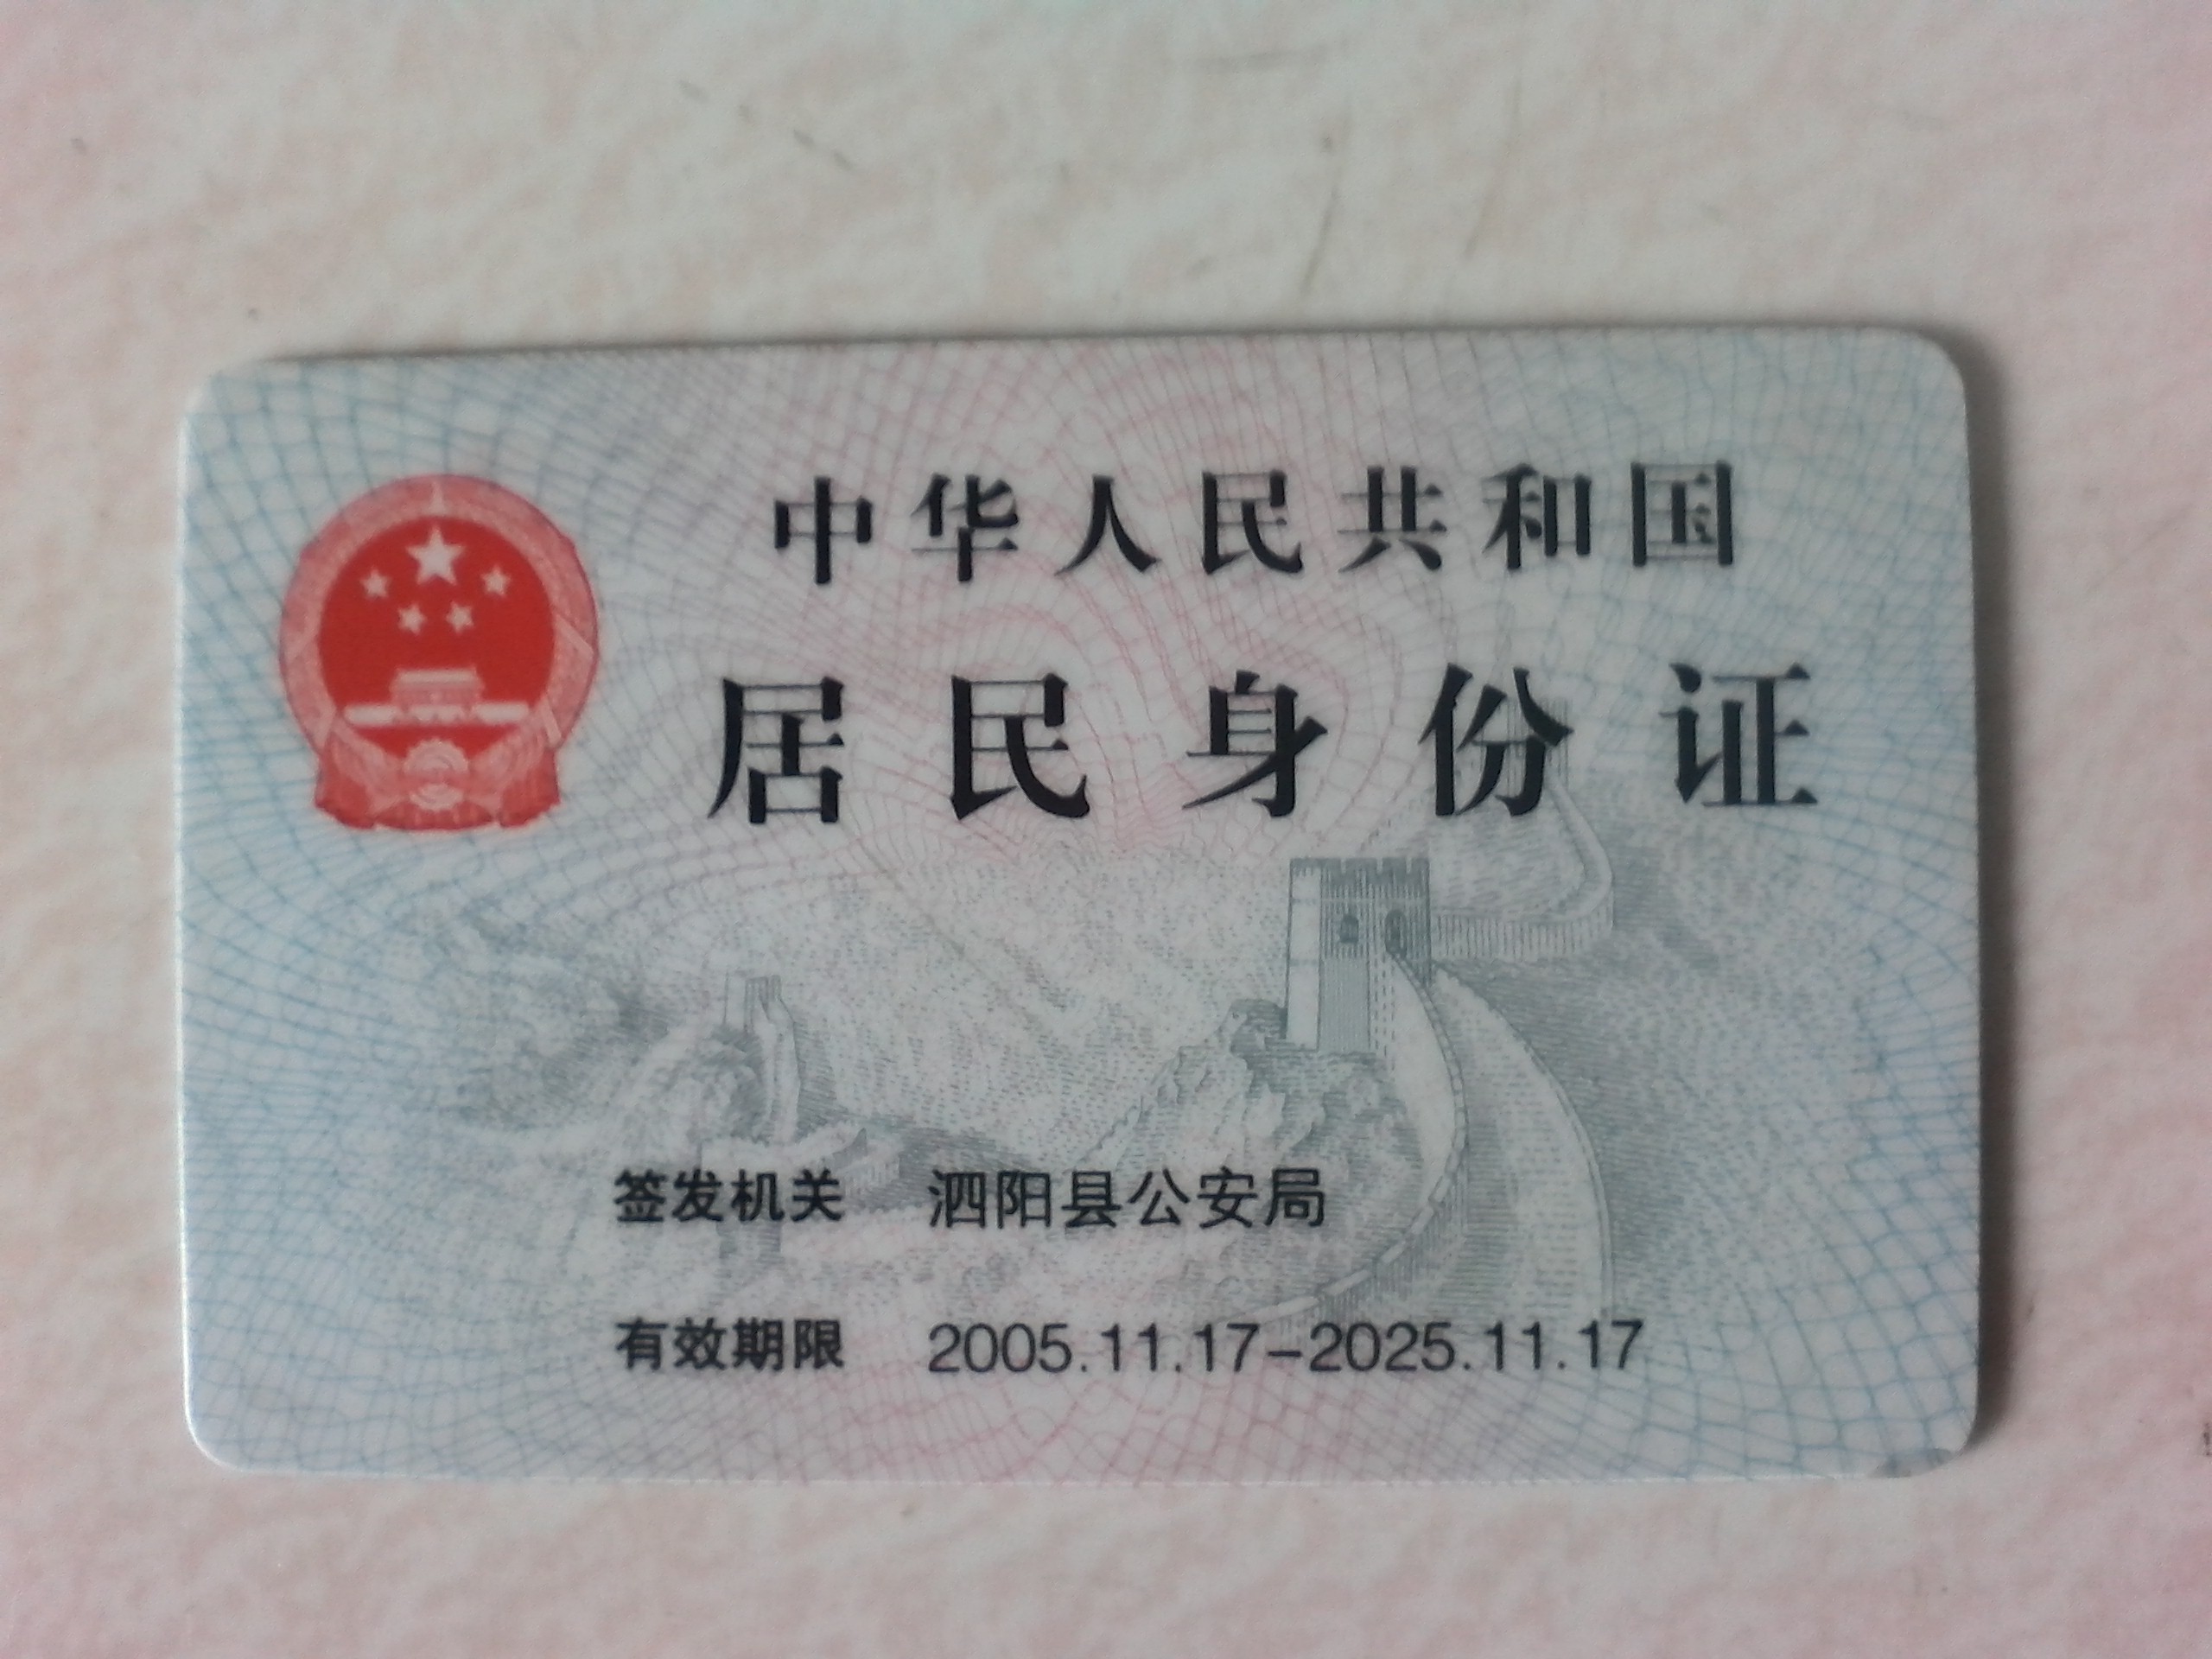 中华人民共和国
居民身份证
签发机关 泗阳县公安局
有效期限 2005.11.17-2025.11.17